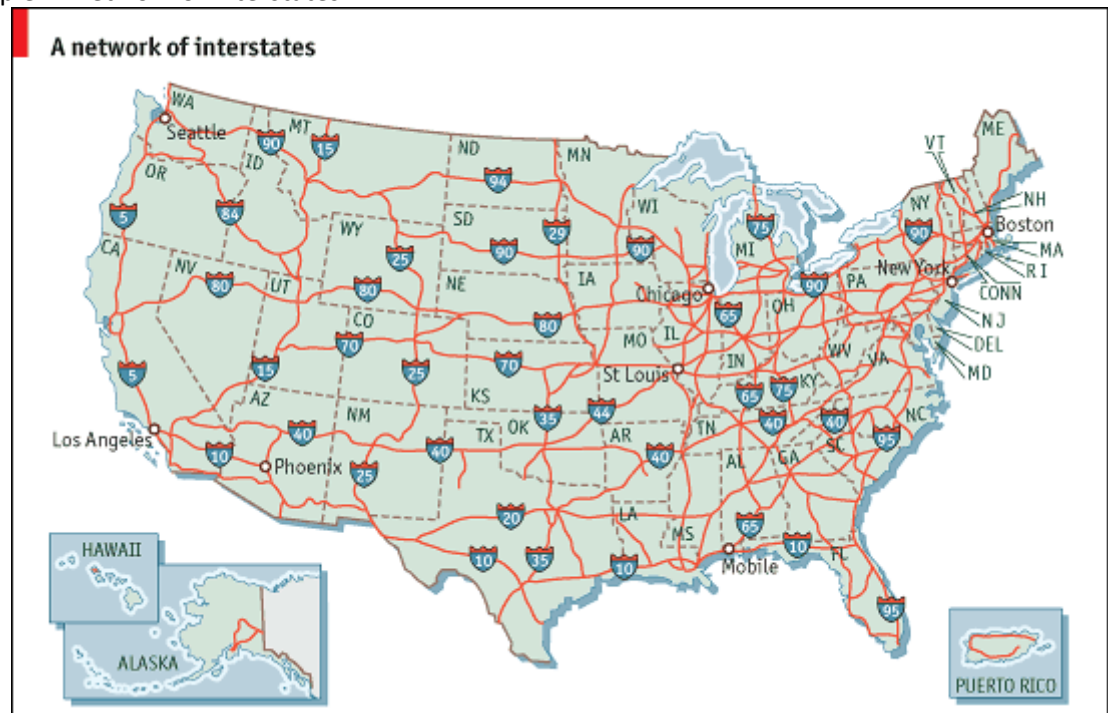 A network of interstates
WA
Seattle
MT
90
15
ID
OR
ND
MN
94
ME
VT
NH
5
84
SD
WI
29
75
NY
90
Boston
CA
WY
25
90
90
MI
MA
NV
80
UT
80
NE
IA
Chicago
90
PA
New York
RI
CONN
CO
65
OH
NJ
80
MO
IL
DEL
70
IN
WV
VA
5
15
25
70
St Louis
MD
KS
65
75
KY
AZ
NM
35
44
NC
Los Angeles
40
TX
OK
AR
TN
40
40
95
10
Phoenix
25
40
40
AL
GA
SC
20
LA
65
MS
10
35
10
10
FL
Mobile
95
HAWAII
ALASKA
PUERTO RICO